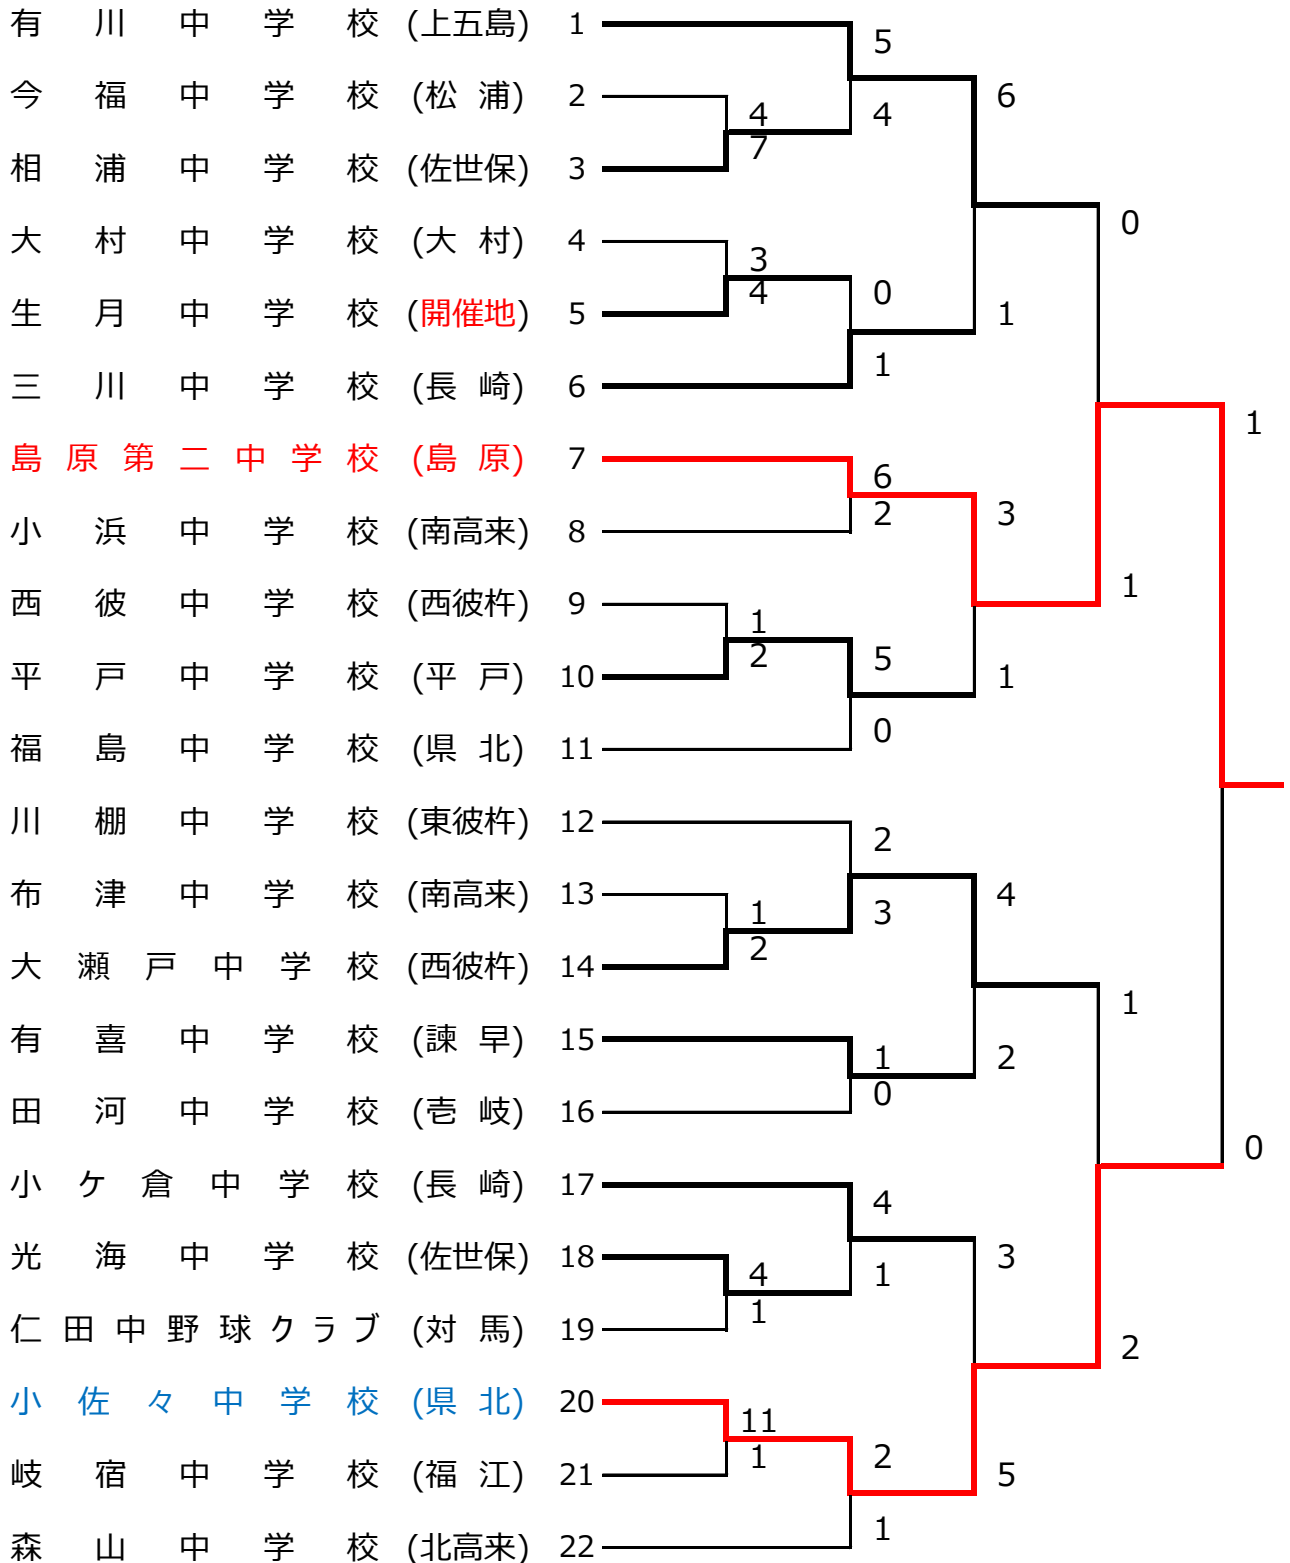 有川中学校 (上五島) 1
5
今福中学校 (松浦) 2
6
4
4
7
相浦中学校 (佐世保) 3
0
大村中学校 (大村) 4
3
4
0
生月中学校 (開催地) 5
1
1
三川中学校 (長崎) 6
1
島原第二中学校 (島原) 7
6
2
3
小浜中学校 (南高来) 8
1
西彼中学校 (西彼杵) 9
1
2
5
平戸中学校 (平戸) 10
1
0
福島中学校 (県北) 11
川棚中学校 (東彼杵) 12
2
布津中学校 (南高来) 13
4
1
3
2
大瀬戸中学校 (西彼杵) 14
1
有喜中学校 (諫早) 15
1
2
0
田河中学校 (壱岐) 16
0
小ケ倉中学校 (長崎) 17
4
光海中学校 (佐世保) 18
3
4
1
1
仁田中野球クラブ (対馬) 19
2
小佐々中学校 (県北) 20
11
1
2
岐宿中学校 (福江) 21
5
1
森山中学校 (北高来) 22